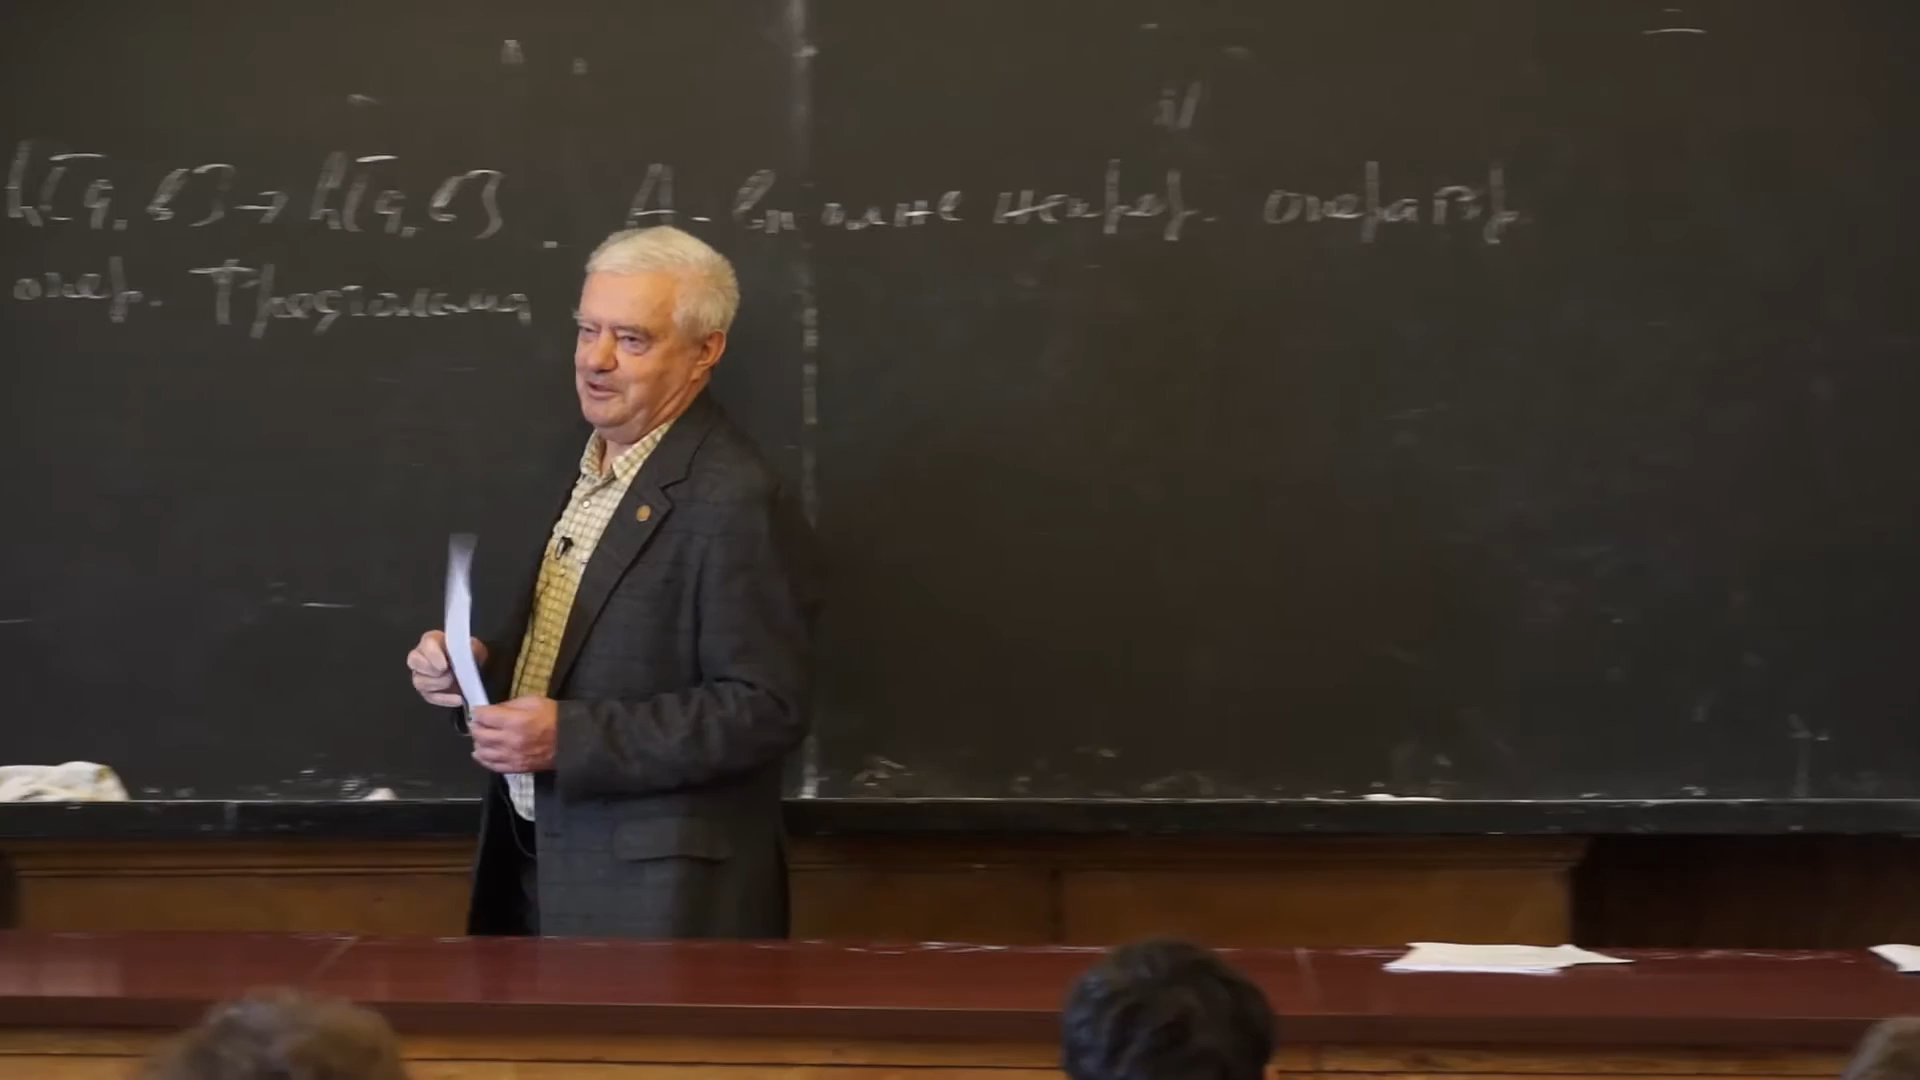 h[a, b] → h[a, b]. A - вполне непрер. оператор.
опер. Фредгольма